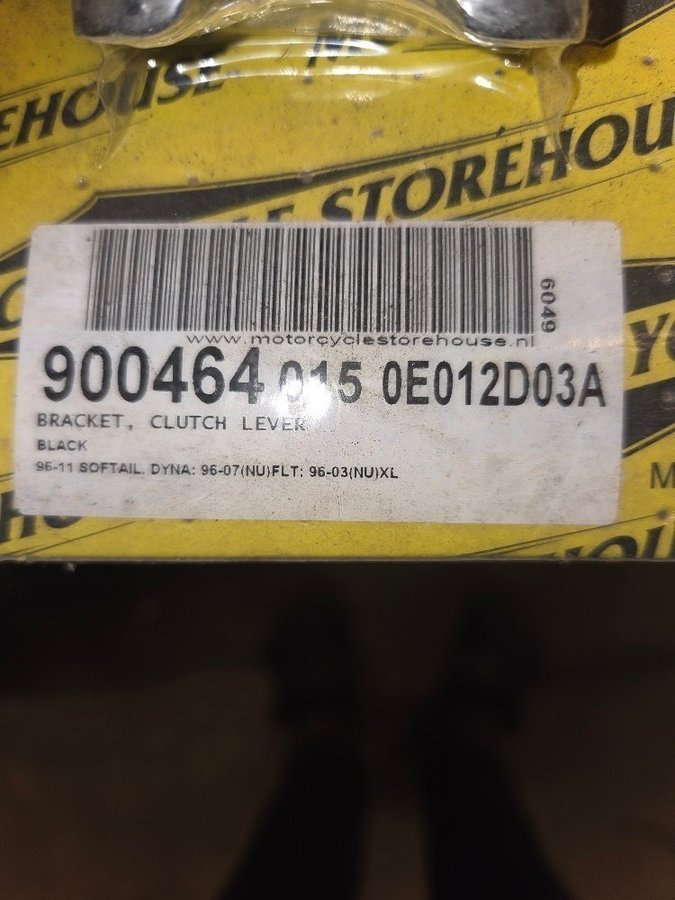 EHOUSE
STOREHOU
6049
www.motorcyclestorehouse.nl
900464 015 0E012D03A
BRACKET, CLUTCH LEVER
BLACK
96-11 SOFTAIL, DYNA: 96-07(NU)FLT: 96-03(NU)XL
M